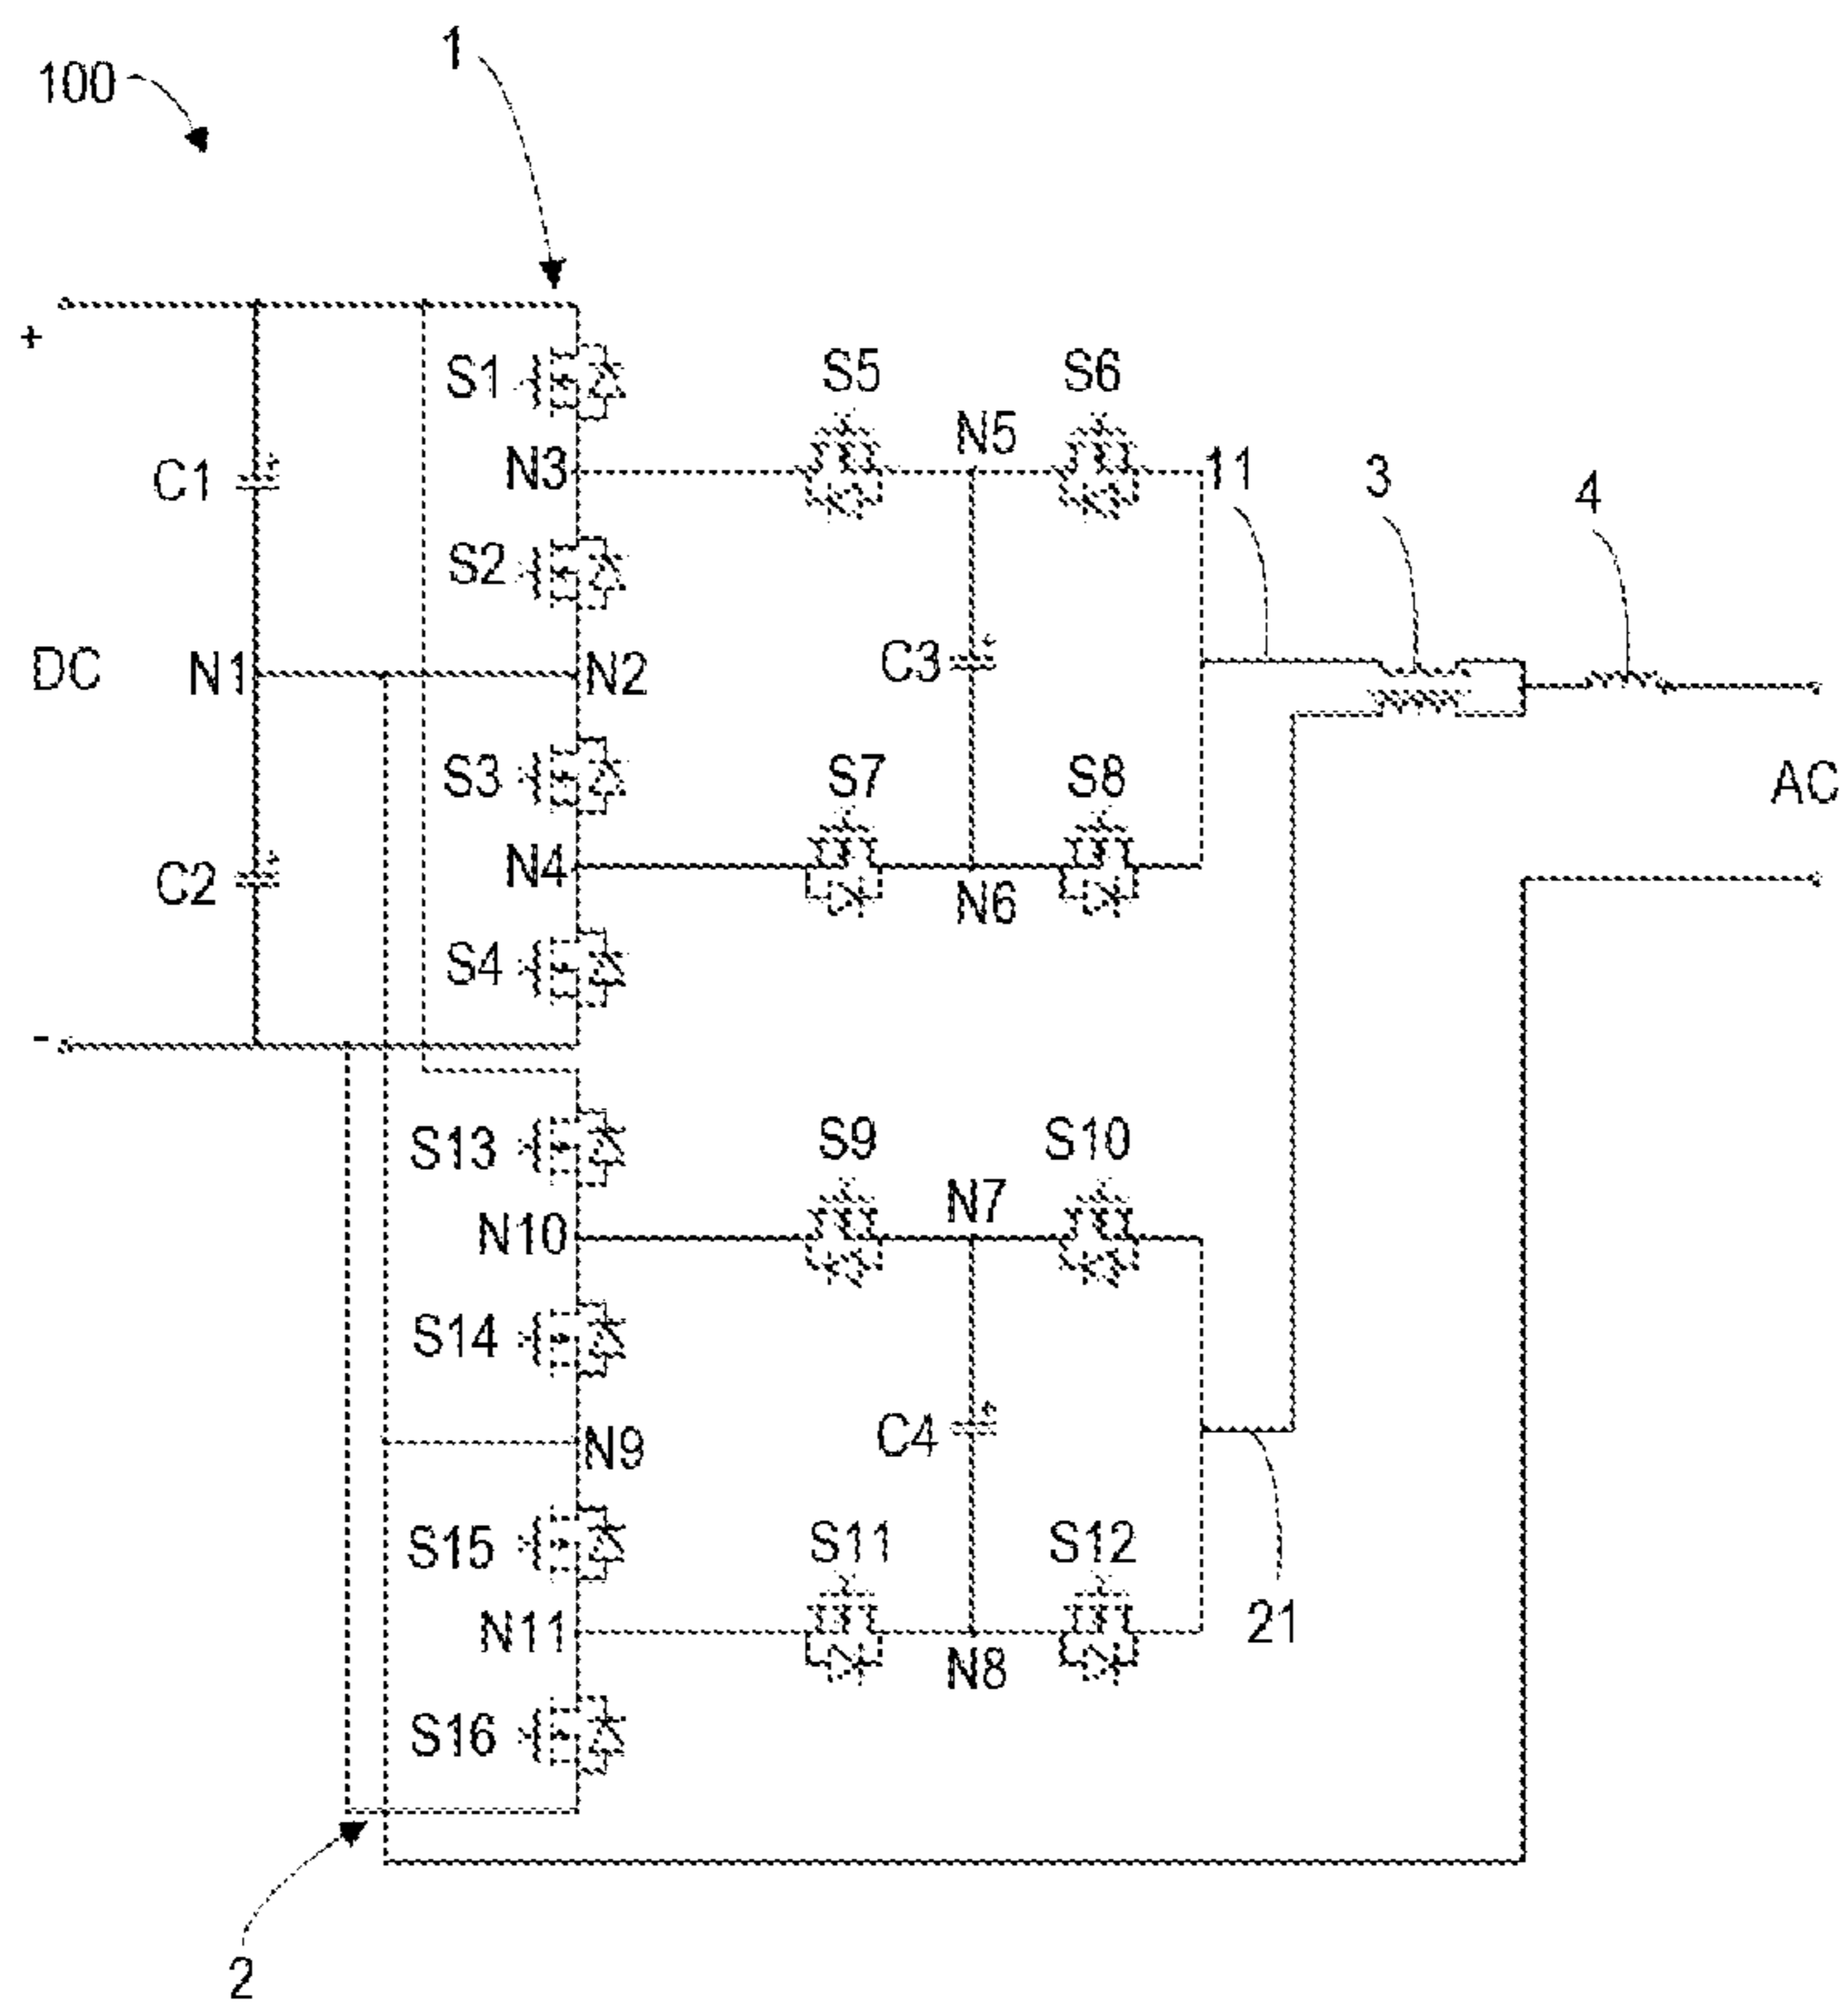 100
1
+
S1
S5
S6
C1
N3
N5
11
3
4
S2
DC
N1
N2
C3
S3
S7
S8
AC
C2
N4
N6
S4
-
S13
S9
S10
N10
N7
S14
N9
C4
S15
S11
S12
N11
N8
21
S16
2